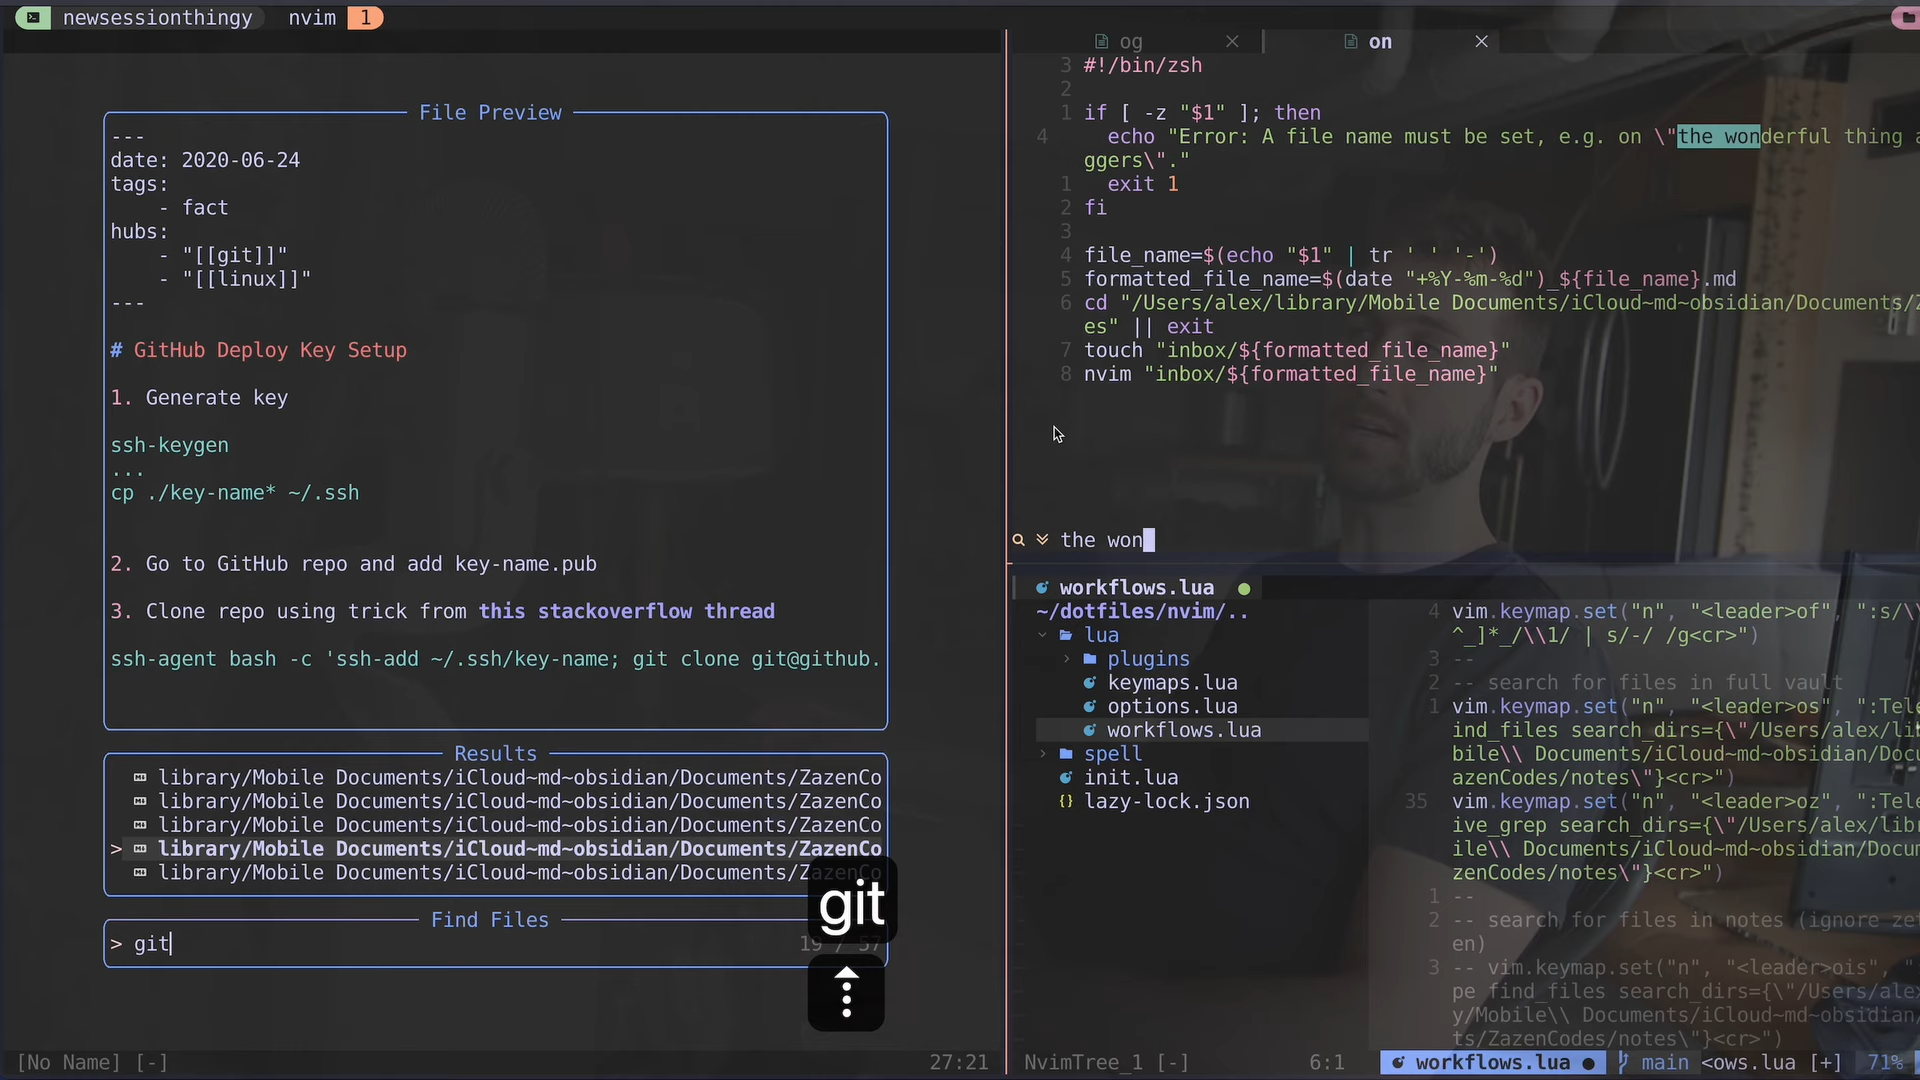 newsessionthingy nvim 1
File Preview
---
date: 2020-06-24
tags:
- fact
hubs:
- "[[git]]"
- "[[linux]]"
---
# GitHub Deploy Key Setup
1. Generate key
ssh-keygen
...
cp ./key-name* ~/.ssh
2. Go to GitHub repo and add key-name.pub
3. Clone repo using trick from this stackoverflow thread
ssh-agent bash -c 'ssh-add ~/.ssh/key-name; git clone git@github.
Results
library/Mobile Documents/iCloud~md~obsidian/Documents/ZazenCo
library/Mobile Documents/iCloud~md~obsidian/Documents/ZazenCo
library/Mobile Documents/iCloud~md~obsidian/Documents/ZazenCo
> library/Mobile Documents/iCloud~md~obsidian/Documents/ZazenCo
library/Mobile Documents/iCloud~md~obsidian/Documents/ZazenCo
Find Files
> git 19 / 57
git
[No Name] [-] 27:21
og on
3 #!/bin/zsh
2
1 if [ -z "$1" ]; then
4 echo "Error: A file name must be set, e.g. on \"the wonderful thing a
ggers\"."
1 exit 1
2 fi
3
4 file_name=$(echo "$1" | tr ' ' '-')
5 formatted_file_name=$(date "+%Y-%m-%d")_${file_name}.md
6 cd "/Users/alex/library/Mobile Documents/iCloud~md~obsidian/Documents/Z
es" || exit
7 touch "inbox/${formatted_file_name}"
8 nvim "inbox/${formatted_file_name}"
the won
workflows.lua
~/dotfiles/nvim/..
lua
plugins
keymaps.lua
options.lua
workflows.lua
spell
init.lua
{} lazy-lock.json
4 vim.keymap.set("n", "<leader>of", ":s/\\
^_]*_/\\1/ | s/-/ /g<cr>")
3 --
2 -- search for files in full vault
1 vim.keymap.set("n", "<leader>os", ":Tele
ind_files search_dirs={\"/Users/alex/lib
bile\\ Documents/iCloud~md~obsidian/Docu
azenCodes/notes\"}<cr>")
35 vim.keymap.set("n", "<leader>oz", ":Tele
ive_grep search_dirs={\"/Users/alex/libr
ile\\ Documents/iCloud~md~obsidian/Docum
zenCodes/notes\"}<cr>")
1 --
2 -- search for files in notes (ignore zet
en)
3 -- vim.keymap.set("n", "<leader>ois", "
pe find_files search_dirs={\"/Users/alex
y/Mobile\\ Documents/iCloud~md~obsidian/
ts/ZazenCodes/notes\"}<cr>")
NvimTree_1 [-] 6:1 workflows.lua main <ows.lua [+] 71%